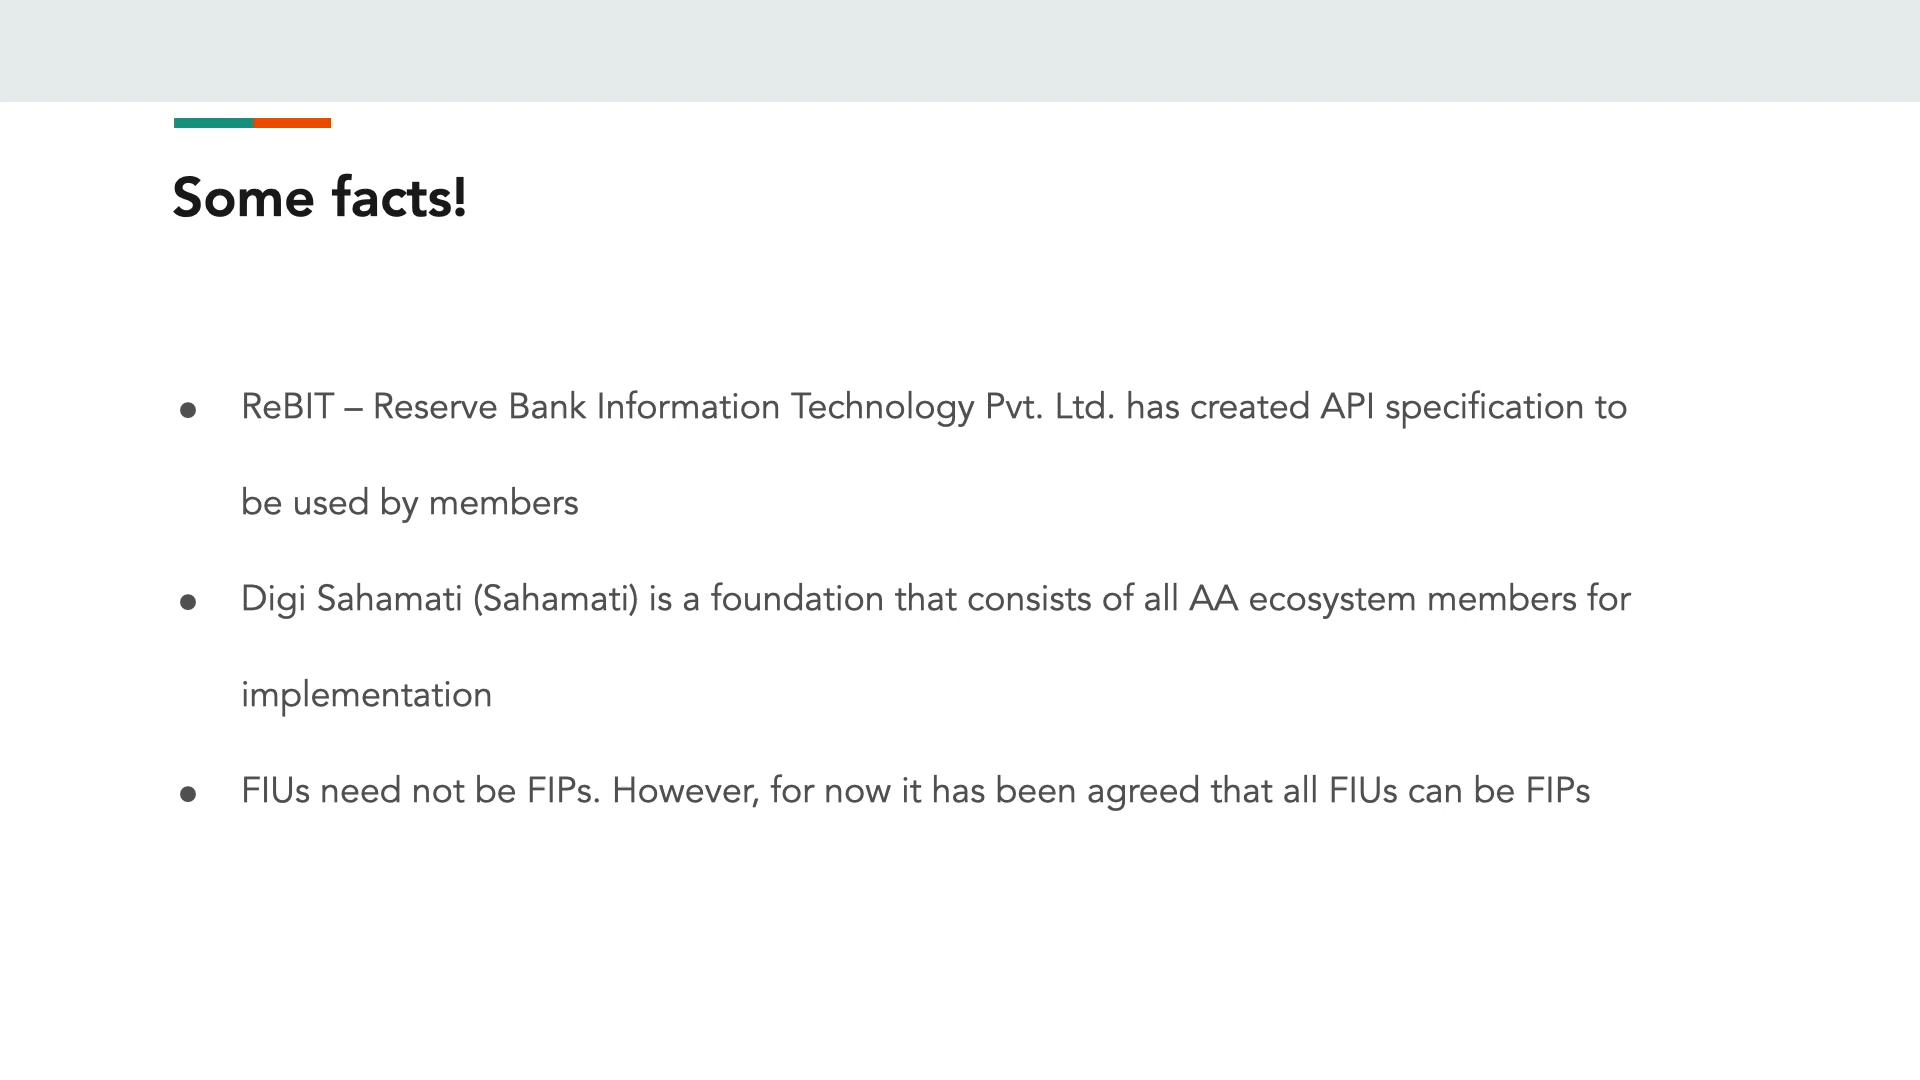 Some facts!
● ReBIT – Reserve Bank Information Technology Pvt. Ltd. has created API specification to
be used by members
● Digi Sahamati (Sahamati) is a foundation that consists of all AA ecosystem members for
implementation
● FIUs need not be FIPs. However, for now it has been agreed that all FIUs can be FIPs